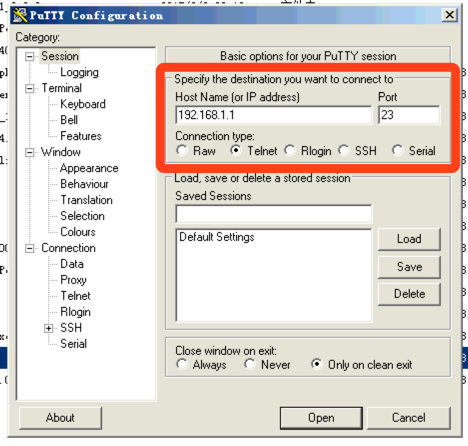 PuTTY Configuration
Category:
Session
Logging
Terminal
Keyboard
Bell
Features
Window
Appearance
Behaviour
Translation
Selection
Colours
Connection
Data
Proxy
Telnet
Rlogin
SSH
Serial
Basic options for your PuTTY session
Specify the destination you want to connect to
Host Name (or IP address) Port
192.168.1.1 23
Connection type:
Raw Telnet Rlogin SSH Serial
Load, save or delete a stored session
Saved Sessions
Default Settings
Load
Save
Delete
Close window on exit:
Always Never Only on clean exit
About Open Cancel